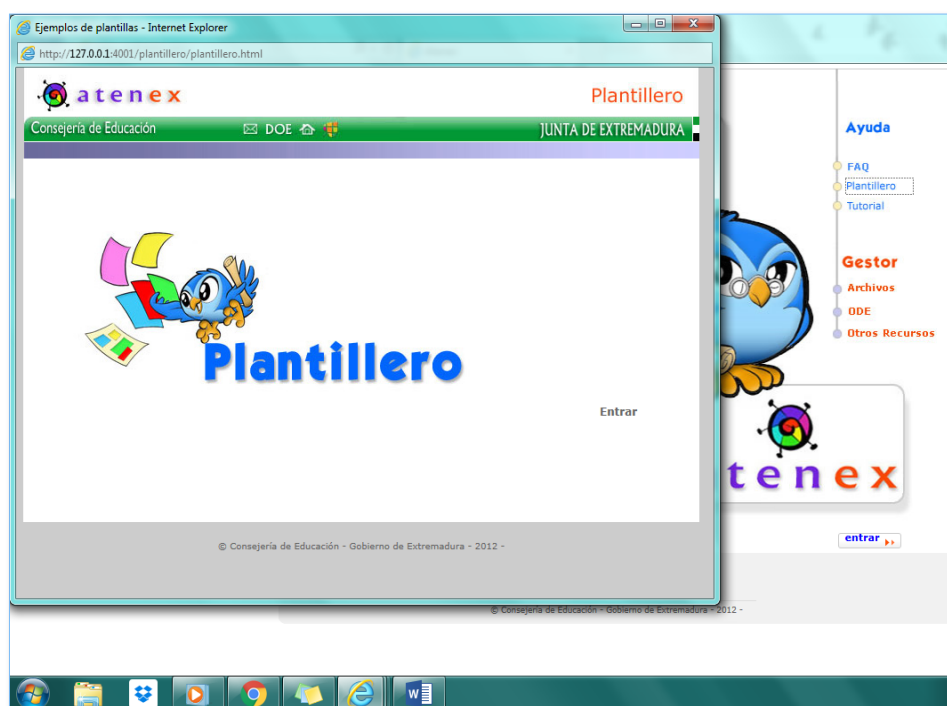 Ejemplos de plantillas - Internet Explorer
http://127.0.0.1:4001/plantillero/plantillero.html
atenex
Plantillero
Consejería de Educación
DOE
JUNTA DE EXTREMADURA
Plantillero
Entrar
© Consejería de Educación - Gobierno de Extremadura - 2012 -
Ayuda
FAQ
Plantillero
Tutorial
Gestor
Archivos
ODE
Otros Recursos
tenex
entrar
© Consejería de Educación - Gobierno de Extremadura - 2012 -
W